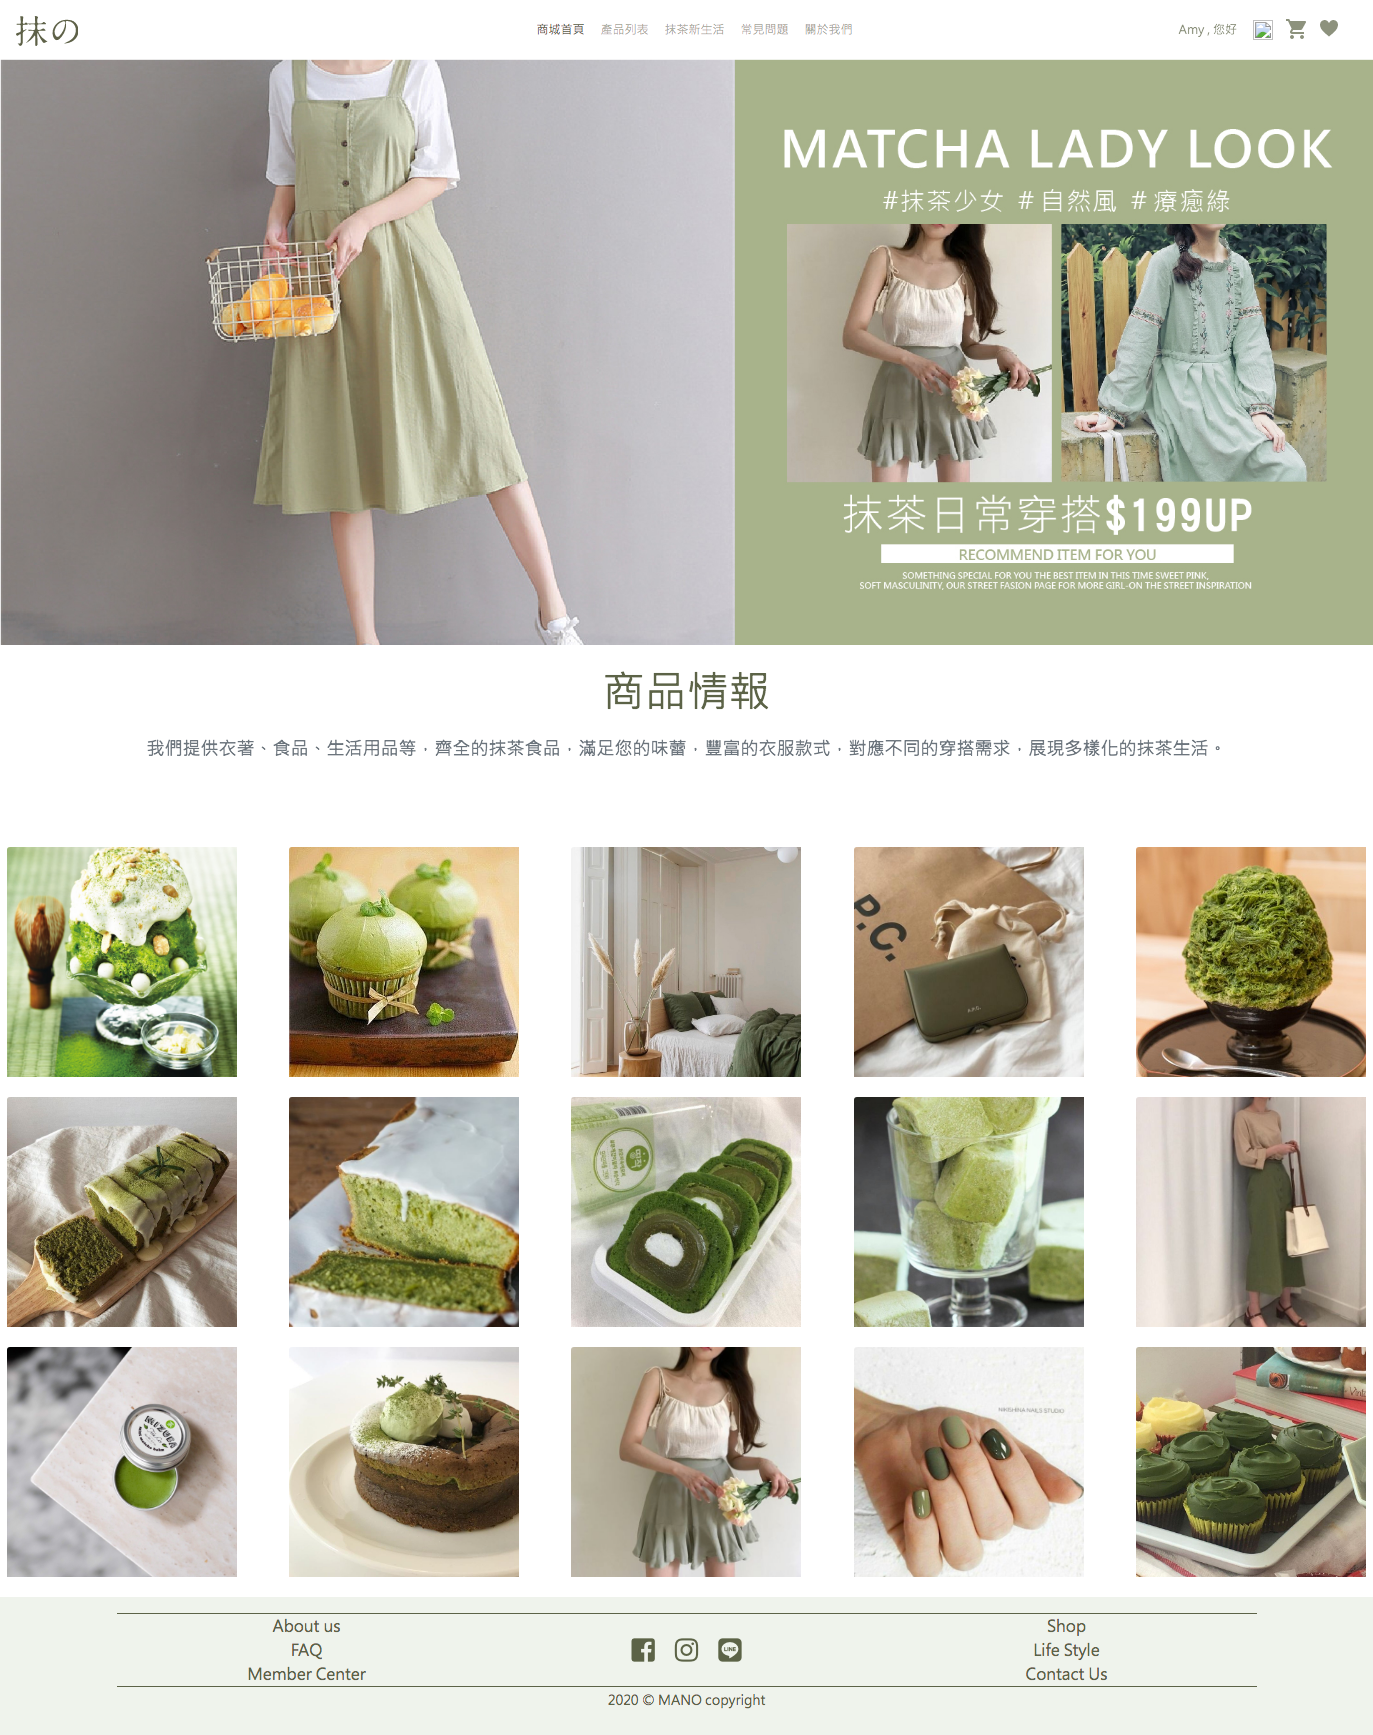 抹の
商城首頁 產品列表 抹茶新生活 常見問題 關於我們
Amy , 您好
MATCHA LADY LOOK
#抹茶少女 #自然風 #療癒綠
抹茶日常穿搭$199UP
RECOMMEND ITEM FOR YOU
SOMETHING SPECIAL FOR YOU THE BEST ITEM IN THIS TIME SWEET PINK,
SOFT MASCULINITY, OUR STREET FASION PAGE FOR MORE GIRL-ON THE STREET INSPIRATION
商品情報
我們提供衣著、食品、生活用品等，齊全的抹茶食品，滿足您的味蕾，豐富的衣服款式，對應不同的穿搭需求，展現多樣化的抹茶生活。
P.C.
A.P.C.
NIKISHINA-NAILS STUDIO
About us
FAQ
Member Center
LINE
Shop
Life Style
Contact Us
2020 © MANO copyright